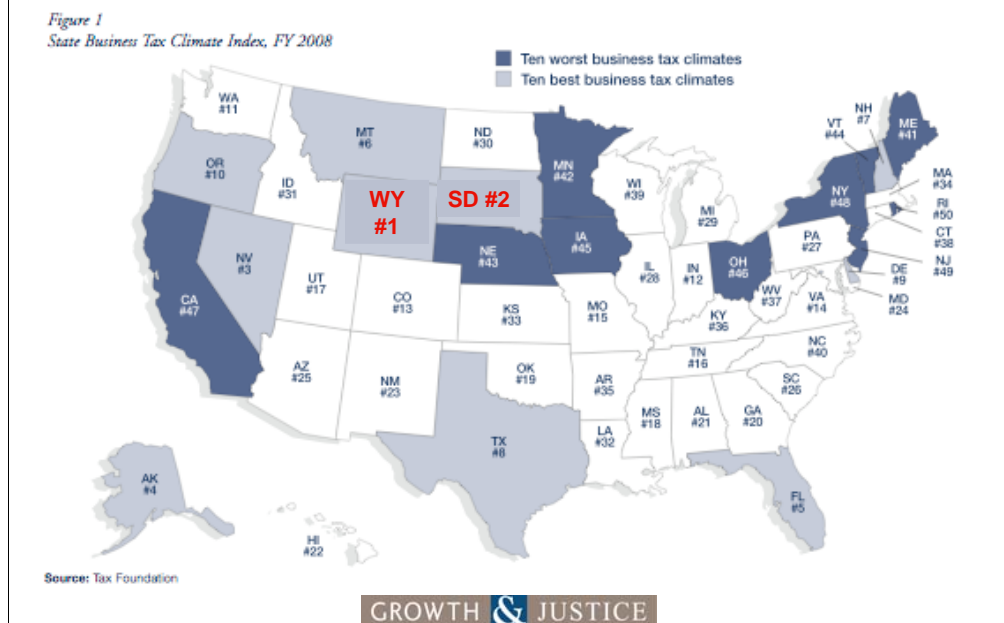 Figure 1
State Business Tax Climate Index, FY 2008
Ten worst business tax climates
Ten best business tax climates
WA
#11
OR
#10
ID
#31
MT
#6
ND
#30
MN
#42
WY
#1
SD #2
WI
#39
MI
#29
NH
#7
VT
#44
ME
#41
NY
#48
MA
#34
RI
#50
CT
#38
NJ
#49
DE
#9
MD
#24
PA
#27
CA
#47
NV
#3
UT
#17
CO
#13
NE
#43
IA
#45
KS
#33
MO
#15
IL
#28
IN
#12
OH
#46
WV
#37
VA
#14
KY
#36
NC
#40
TN
#16
SC
#26
AZ
#25
NM
#23
OK
#19
AR
#35
MS
#18
AL
#21
GA
#20
LA
#32
TX
#8
FL
#5
AK
#4
HI
#22
Source: Tax Foundation
GROWTH & JUSTICE